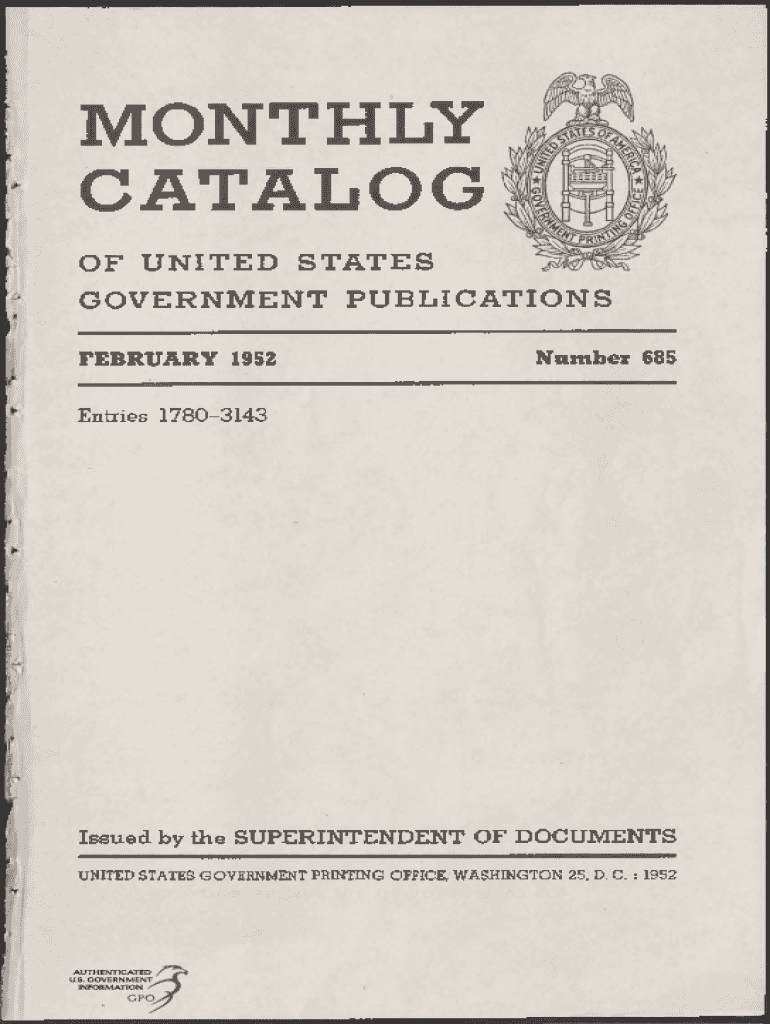 MONTHLY
CATALOG
OF UNITED STATES
GOVERNMENT PUBLICATIONS
UNITED STATES OF AMERICA
GOVERNMENT PRINTING OFFICE
FEBRUARY 1952 Number 685
Entries 1780–3143
Issued by the SUPERINTENDENT OF DOCUMENTS
UNITED STATES GOVERNMENT PRINTING OFFICE, WASHINGTON 25, D. C. : 1952
AUTHENTICATED
U.S. GOVERNMENT
INFORMATION
GPO